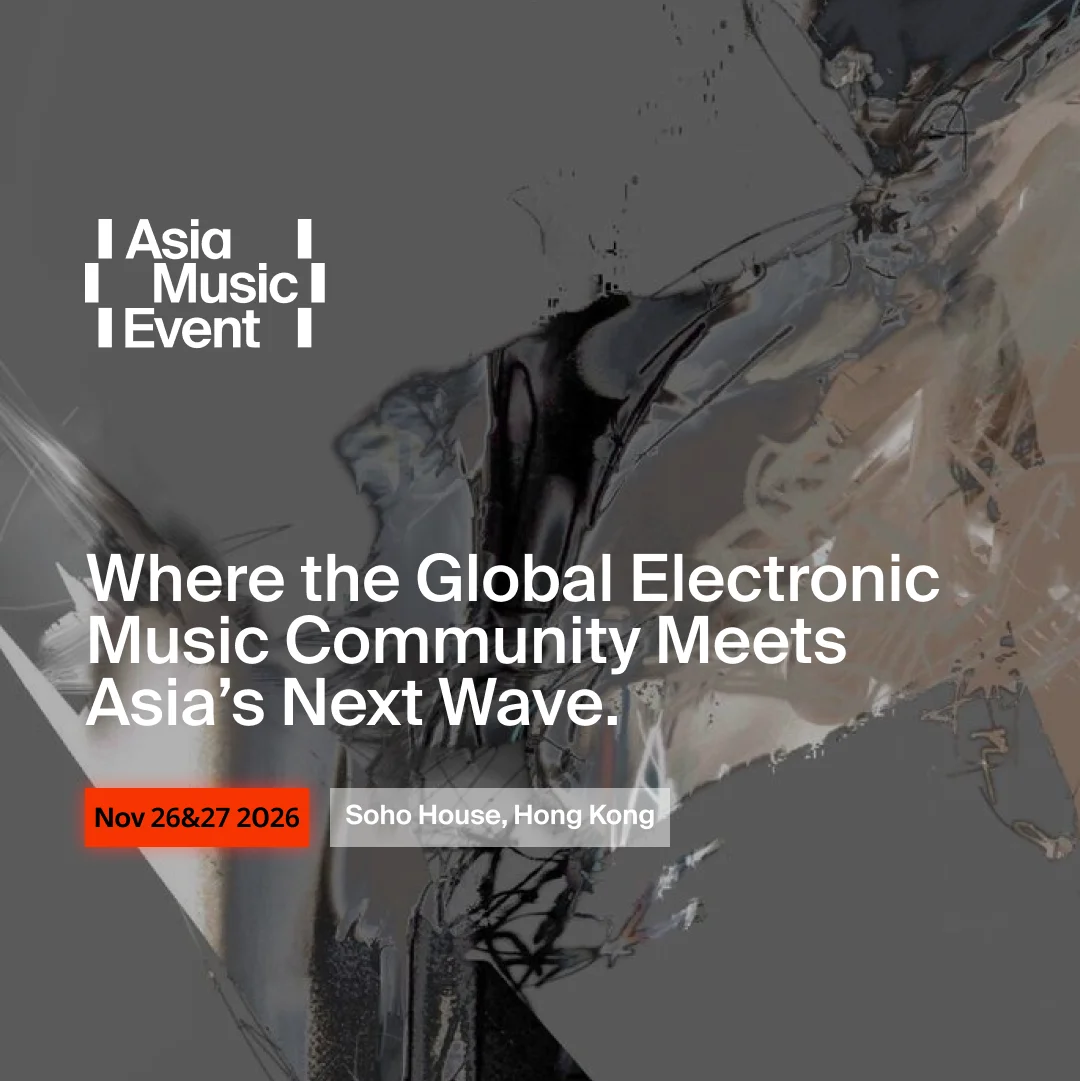 Asia
Music
Event
Where the Global Electronic
Music Community Meets
Asia’s Next Wave.
Nov 26&27 2026
Soho House, Hong Kong